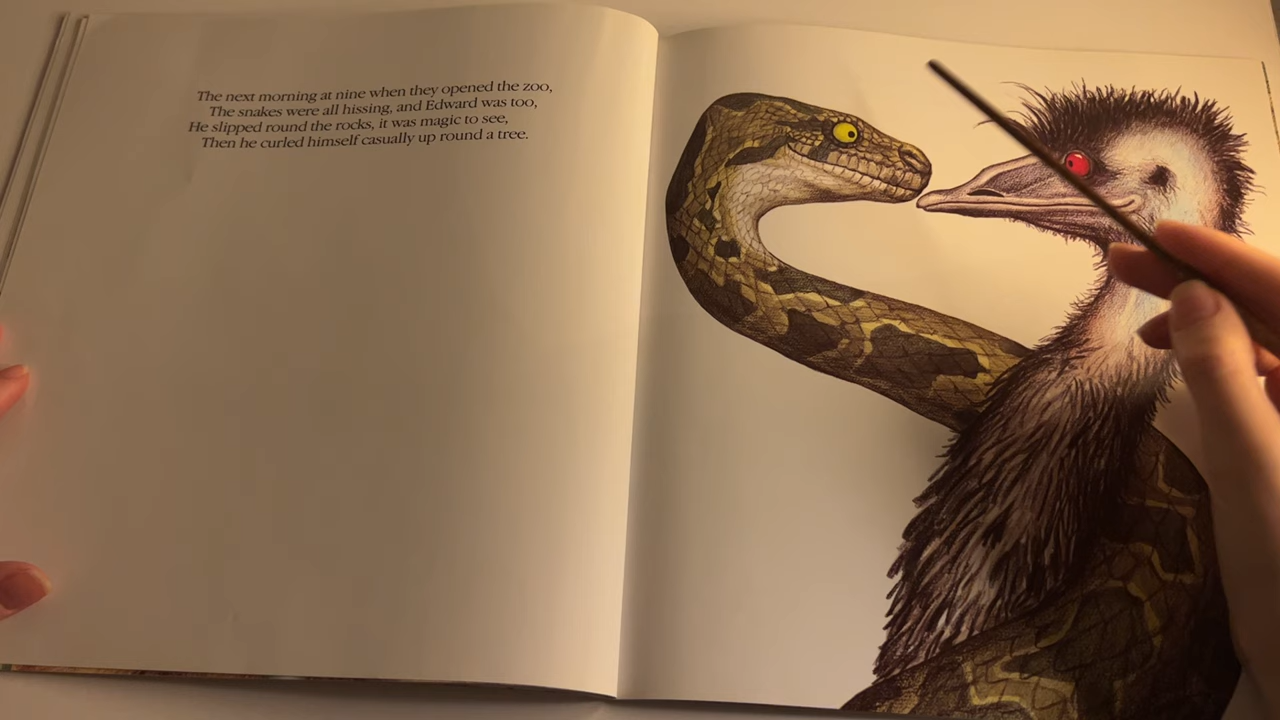 The next morning at nine when they opened the zoo,
The snakes were all hissing, and Edward was too,
He slipped round the rocks, it was magic to see,
Then he curled himself casually up round a tree.